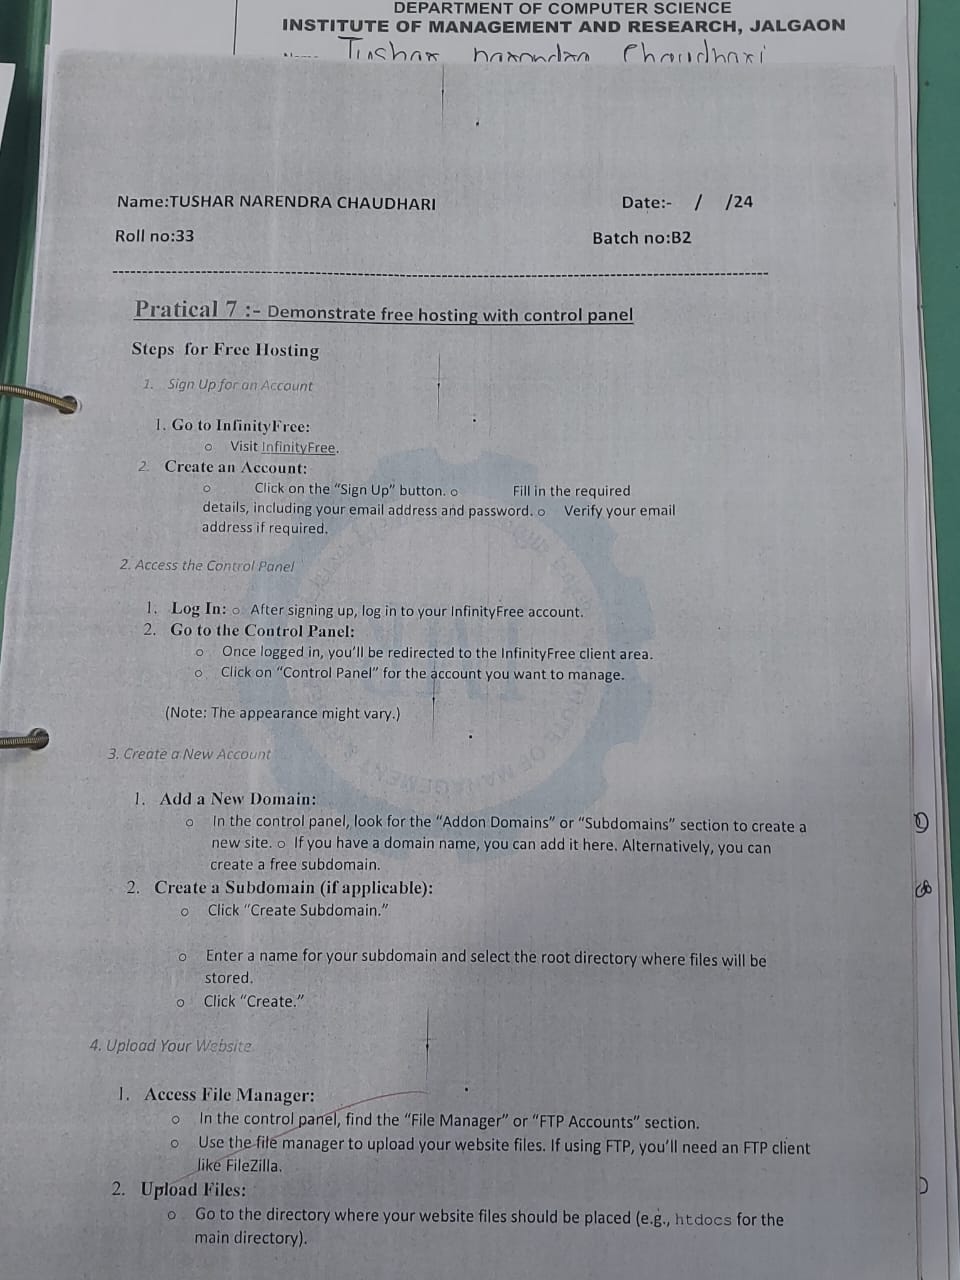 DEPARTMENT OF COMPUTER SCIENCE
INSTITUTE OF MANAGEMENT AND RESEARCH, JALGAON
Tushar narendra Chaudhari
Name:TUSHAR NARENDRA CHAUDHARI Date:- / /24
Roll no:33 Batch no:B2
Pratical 7 :- Demonstrate free hosting with control panel
Steps for Free Hosting
1. Sign Up for an Account
1. Go to InfinityFree:
o Visit InfinityFree.
2. Create an Account:
o Click on the “Sign Up” button. o Fill in the required
details, including your email address and password. o Verify your email
address if required.
2. Access the Control Panel
1. Log In: o After signing up, log in to your InfinityFree account.
2. Go to the Control Panel:
o Once logged in, you’ll be redirected to the InfinityFree client area.
o Click on “Control Panel” for the account you want to manage.
(Note: The appearance might vary.)
3. Create a New Account
1. Add a New Domain:
o In the control panel, look for the “Addon Domains” or “Subdomains” section to create a
new site. o If you have a domain name, you can add it here. Alternatively, you can
create a free subdomain.
2. Create a Subdomain (if applicable):
o Click “Create Subdomain.”
o Enter a name for your subdomain and select the root directory where files will be
stored.
o Click “Create.”
4. Upload Your Website
1. Access File Manager:
o In the control panel, find the “File Manager” or “FTP Accounts” section.
o Use the file manager to upload your website files. If using FTP, you’ll need an FTP client
like FileZilla.
2. Upload Files:
o Go to the directory where your website files should be placed (e.g., htdocs for the
main directory).